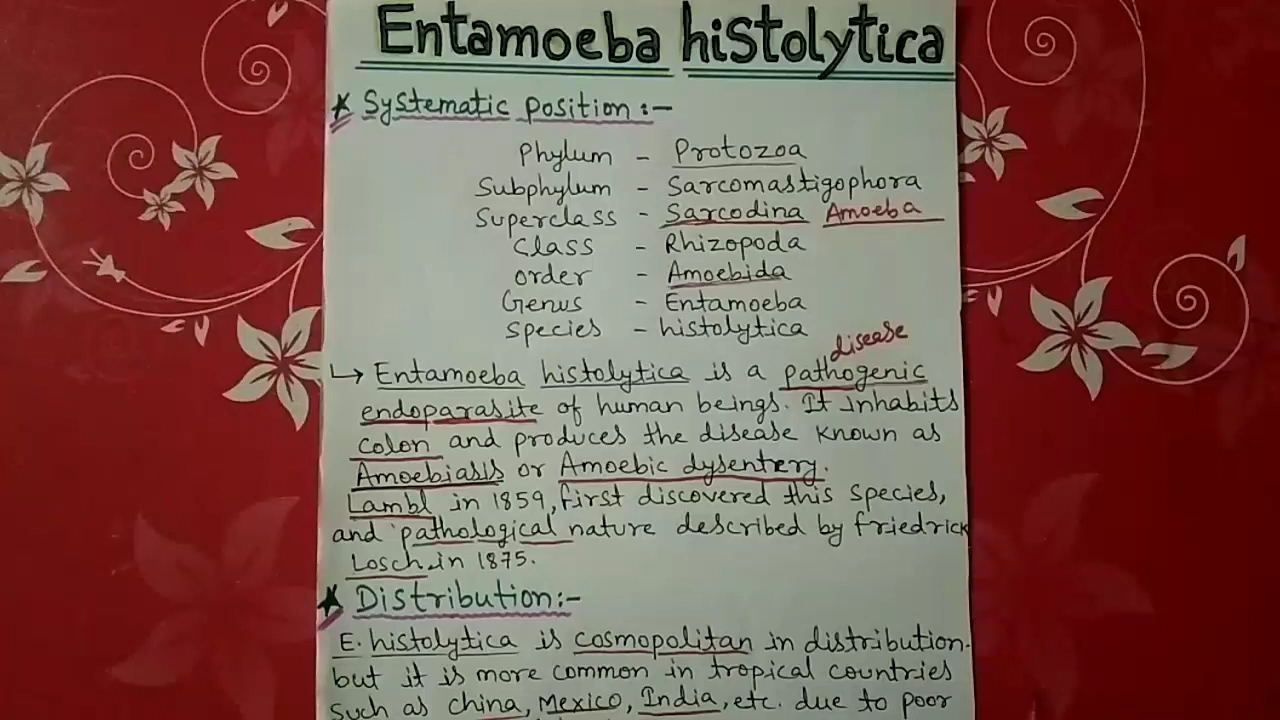 Entamoeba histolytica
* Systematic position :-
Phylum - Protozoa
Subphylum - Sarcomastigophora
Superclass - Sarcodina Amoeba
Class - Rhizopoda
order - Amoebida
Genus - Entamoeba
Species - histolytica
disease
↳ Entamoeba histolytica is a pathogenic
endoparasite of human beings. It inhabits
colon and produces the disease known as
Amoebiasis or Amoebic dysentery.
Lambl in 1859, first discovered this species,
and pathological nature described by Friedrick
Losch, in 1875.
* Distribution:-
E. histolytica is cosmopolitan in distribution.
but it is more common in tropical countries
such as china, Mexico, India, etc. due to poor